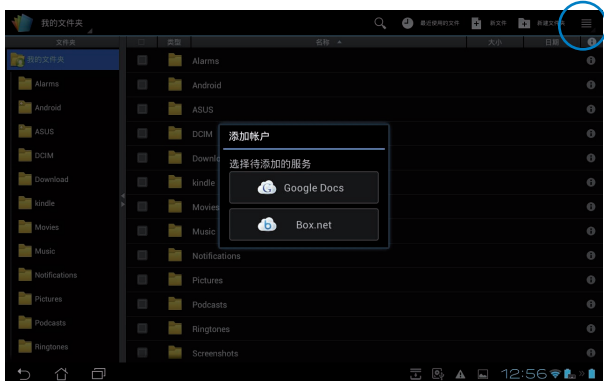 我的文件夹
最近使用的文件
新文件
新建文件夹
文件夹
类型
名称
大小
日期
我的文件夹
Alarms
Android
ASUS
DCIM
Download
kindle
Movies
Music
Notifications
Pictures
Podcasts
Ringtones
Alarms
Android
ASUS
DCIM
Downlo
kindle
Movies
Music
Notifications
Pictures
Podcasts
Ringtones
Screenshots
添加帐户
选择待添加的服务
Google Docs
Box.net
12:56